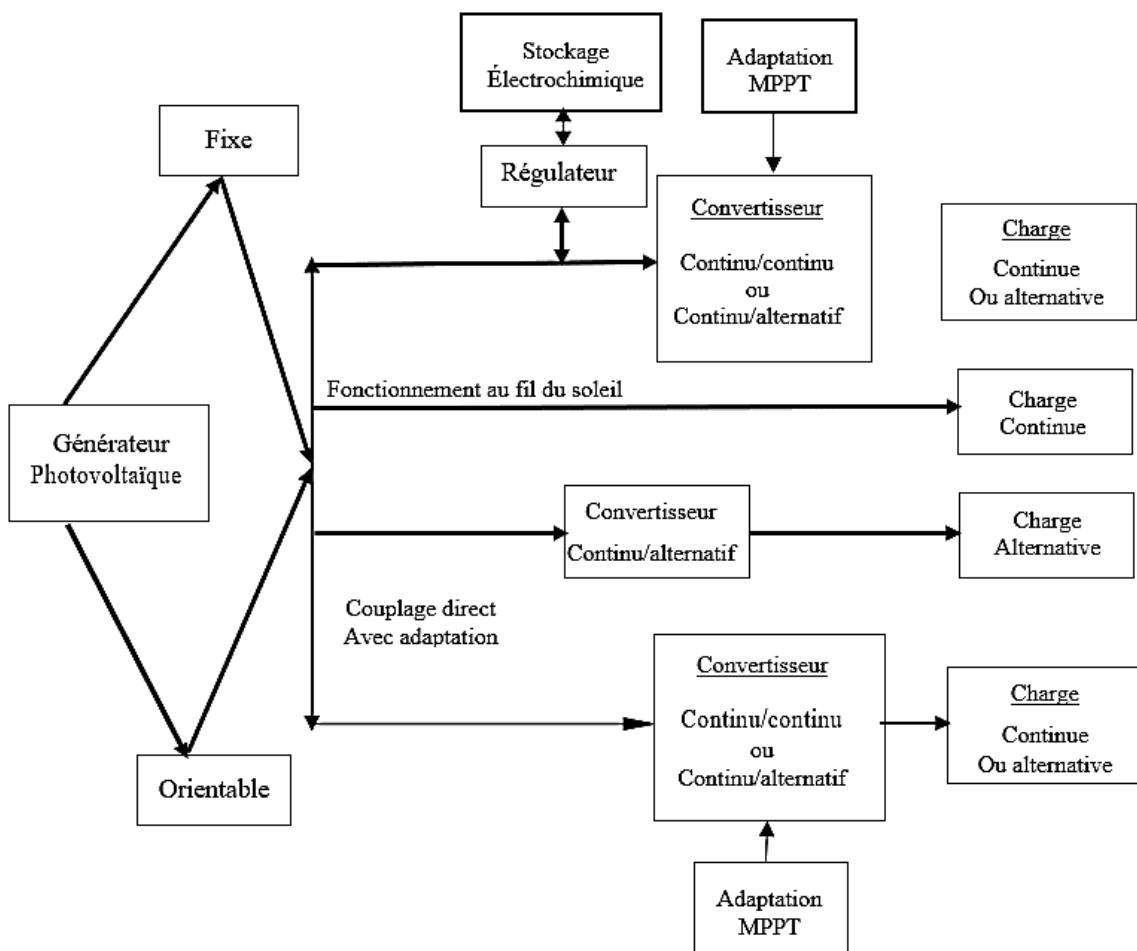 Stockage
Électrochimique
Adaptation
MPPT
Fixe
Régulateur
Convertisseur
Continu/continu
ou
Continu/alternatif
Charge
Continue
Ou alternative
Fonctionnement au fil du soleil
Charge
Continue
Générateur
Photovoltaïque
Convertisseur
Continu/alternatif
Charge
Alternative
Couplage direct
Avec adaptation
Convertisseur
Continu/continu
ou
Continu/alternatif
Charge
Continue
Ou alternative
Orientable
Adaptation
MPPT